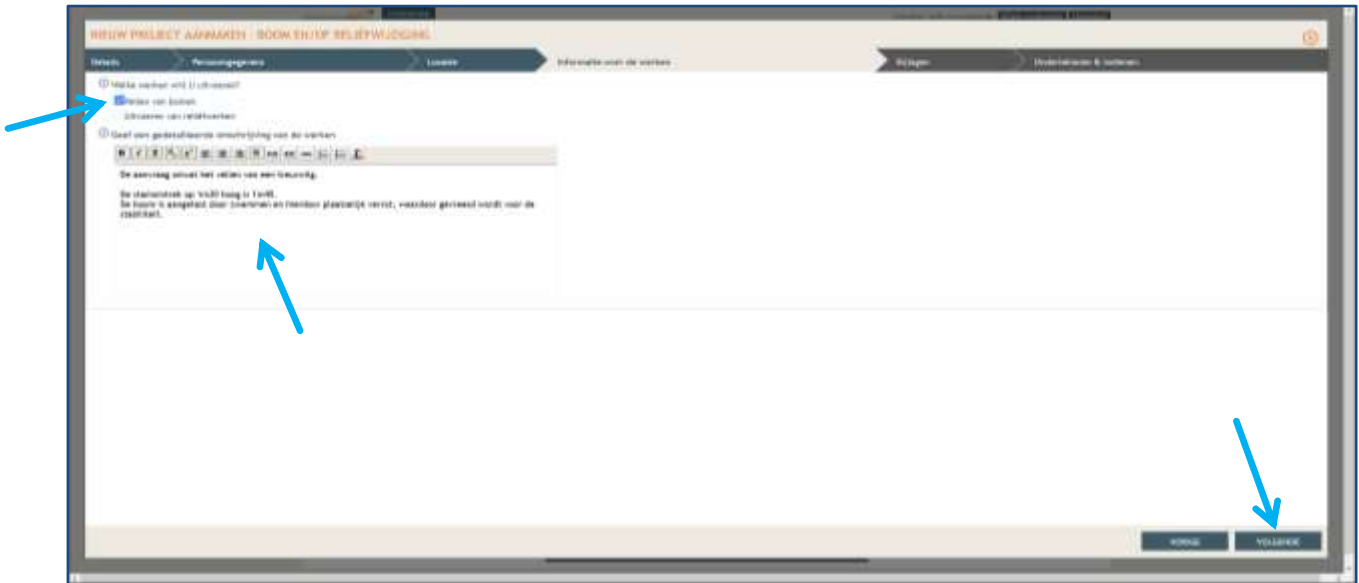 NIEUW PROJECT AANMAKEN - BOOM EN/OF RELIËFWIJZIGING
Details
Persoonsgegevens
Locatie
Informatie over de werken
Bijlagen
Ondertekenen & indienen
Welke werken wilt U uitvoeren?
Vellen van bomen
Uitvoeren van reliëfwerken
Geef een gedetailleerde omschrijving van de werken
De aanvraag omvat het vellen van een treurwilg.
De stamomtrek op 1m30 hoog is
De boom is aangetast door zwammen en hierdoor plaatselijk verrot, waardoor gevreesd wordt voor de
stabiliteit.
VORIGE
VOLGENDE